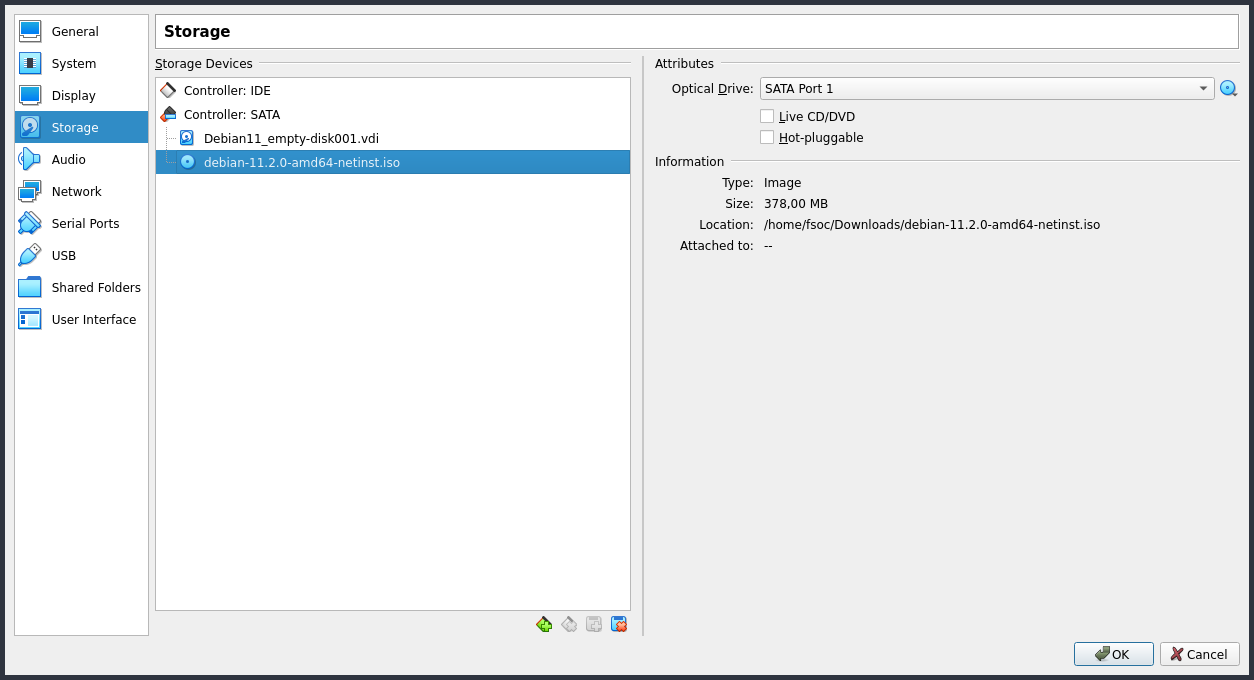 General
System
Display
Storage
Audio
Network
Serial Ports
USB
Shared Folders
User Interface
Storage
Storage Devices
Controller: IDE
Controller: SATA
Debian11_empty-disk001.vdi
debian-11.2.0-amd64-netinst.iso
Attributes
Optical Drive: SATA Port 1
Live CD/DVD
Hot-pluggable
Information
Type: Image
Size: 378,00 MB
Location: /home/fsoc/Downloads/debian-11.2.0-amd64-netinst.iso
Attached to: --
OK Cancel